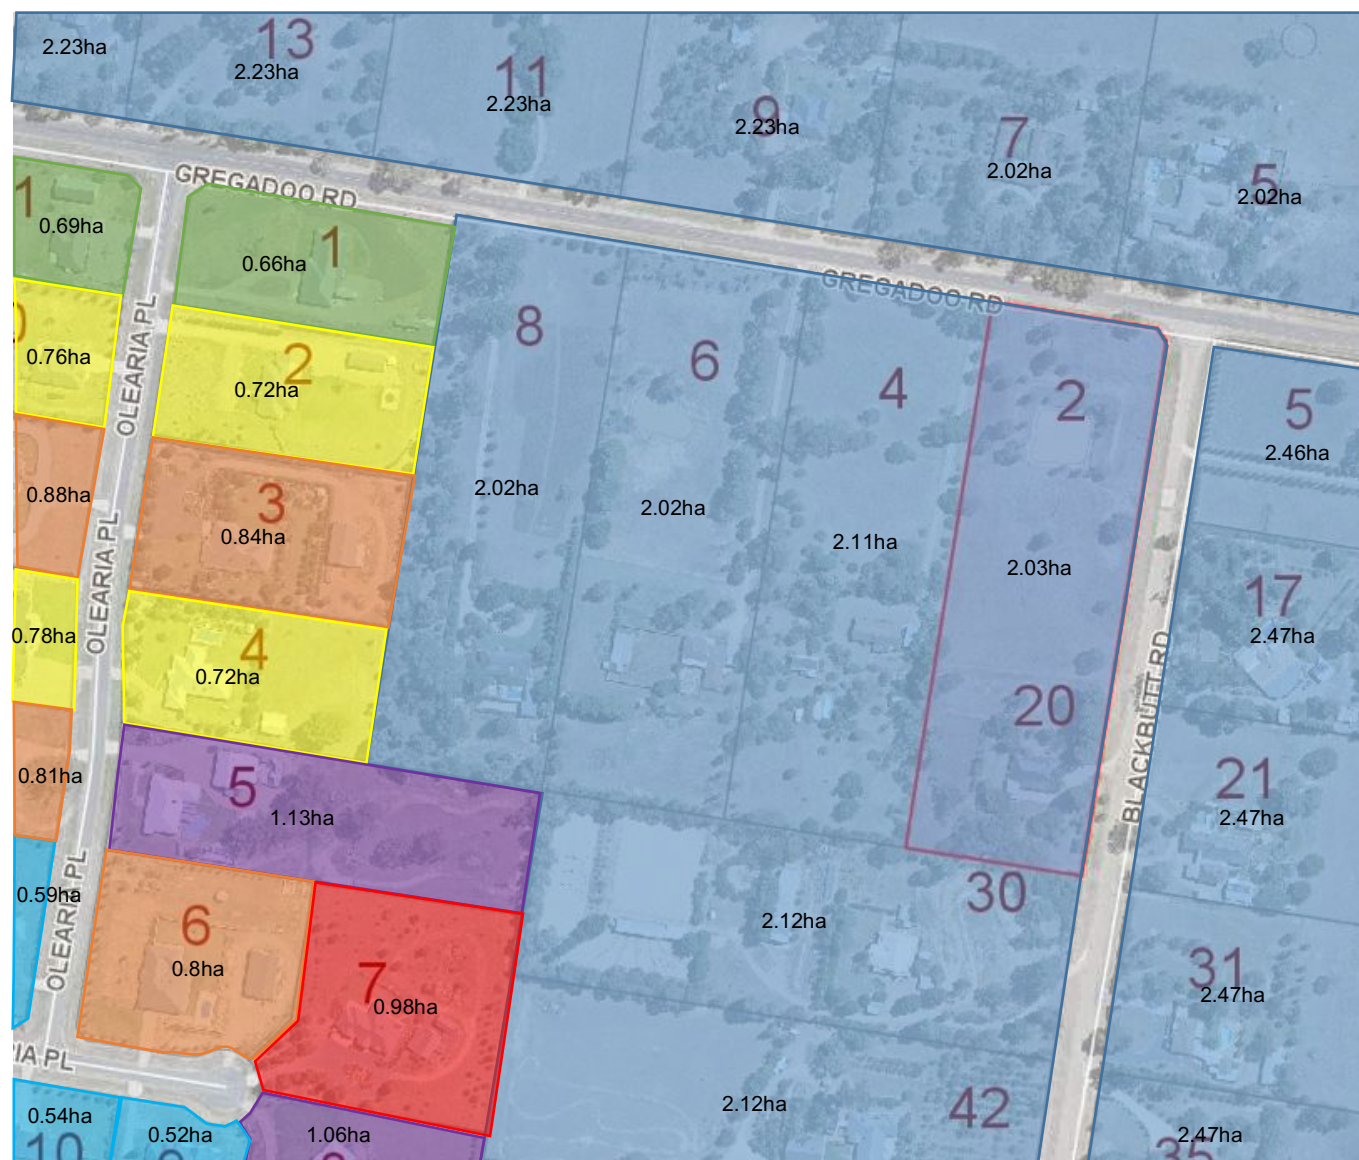 2.23ha
13
2.23ha
11
2.23ha
9
2.23ha
7
2.02ha
5
2.02ha
GREGADOO RD
1
0.69ha
1
0.66ha
GREGADOO RD
OLEARIA PL
0.76ha
2
0.72ha
8
6
4
2
5
2.46ha
0.88ha
3
0.84ha
2.02ha
2.02ha
2.11ha
2.03ha
OLEARIA PL
17
2.47ha
0.78ha
4
0.72ha
20
BLACKBUTT RD
0.81ha
5
1.13ha
21
2.47ha
0.59ha
OLEARIA PL
6
0.8ha
2.12ha
30
7
0.98ha
31
2.47ha
IA PL
0.54ha
10
0.52ha
1.06ha
2.12ha
42
2.47ha
35